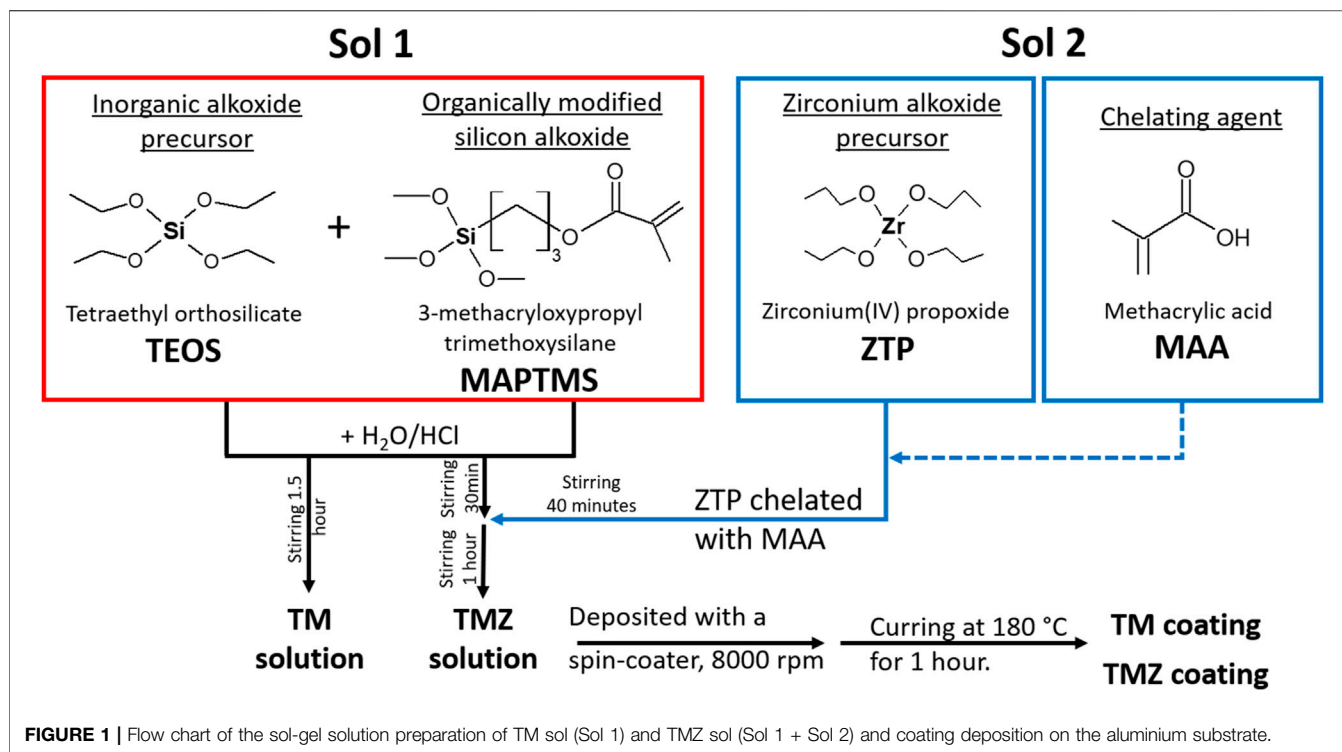 Sol 1
Sol 2
Inorganic alkoxide
precursor
O
O
Si
O
O
Tetraethyl orthosilicate
TEOS
+
Organically modified
silicon alkoxide
O
O
Si
3
O
O
O
3-methacryloxypropyl
trimethoxysilane
MAPTMS
Zirconium alkoxide
precursor
O
O
Zr
O
O
Zirconium(IV) propoxide
ZTP
Chelating agent
O
OH
Methacrylic acid
MAA
+ H₂O/HCl
Stirring 1.5
hour
Stirring
30min
Stirring
1 hour
Stirring
40 minutes
ZTP chelated
with MAA
TM
solution
TMZ
solution
Deposited with a
spin-coater, 8000 rpm
Curring at 180 °C
for 1 hour.
TM coating
TMZ coating
FIGURE 1 | Flow chart of the sol-gel solution preparation of TM sol (Sol 1) and TMZ sol (Sol 1 + Sol 2) and coating deposition on the aluminium substrate.